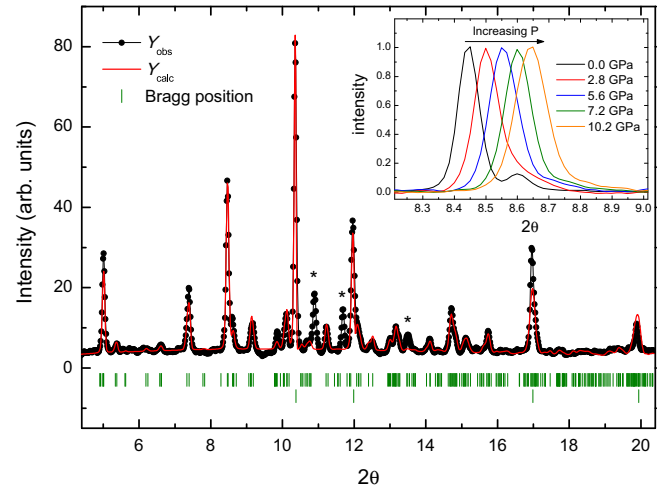 80
60
40
20
0
Intensity (arb. units)
Y obs
Y calc
Bragg position
*
*
*
6 8 10 12 14 16 18 20
2θ
Increasing P
1.0
0.8
0.6
0.4
0.2
0.0
intensity
0.0 GPa
2.8 GPa
5.6 GPa
7.2 GPa
10.2 GPa
8.3 8.4 8.5 8.6 8.7 8.8 8.9 9.0
2θ